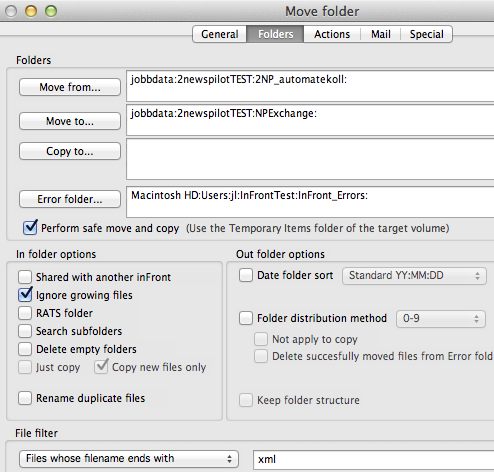 Move folder
General Folders Actions Mail Special
Folders
Move from... jobbdata:2newspilotTEST:2NP_automatekoll:
Move to... jobbdata:2newspilotTEST:NPExchange:
Copy to...
Error folder... Macintosh HD:Users:jl:InFrontTest:InFront_Errors:
Perform safe move and copy (Use the Temporary Items folder of the target volume)
In folder options
Shared with another inFront
Ignore growing files
RATS folder
Search subfolders
Delete empty folders
Just copy Copy new files only
Rename duplicate files
Out folder options
Date folder sort Standard YY:MM:DD
Folder distribution method 0-9
Not apply to copy
Delete succesfully moved files from Error fold
Keep folder structure
File filter
Files whose filename ends with xml